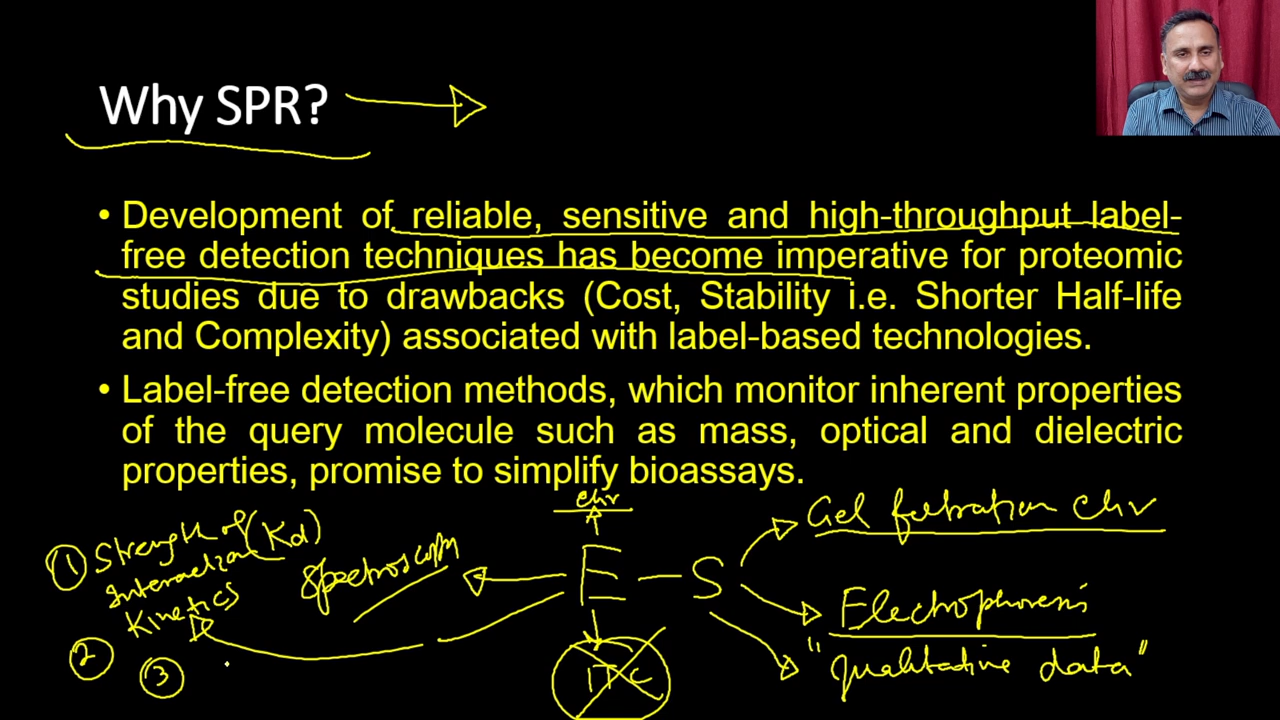 Why SPR?
• Development of reliable, sensitive and high-throughput label-
free detection techniques has become imperative for proteomic
studies due to drawbacks (Cost, Stability i.e. Shorter Half-life
and Complexity) associated with label-based technologies.
• Label-free detection methods, which monitor inherent properties
of the query molecule such as mass, optical and dielectric
properties, promise to simplify bioassays.
chr
Gel filtration chr
① Strength of
Interaction (Kd)
Kinetics
Spectroscopy
E - S
Electrophoresis
②
③
ITC
"qualitative data"